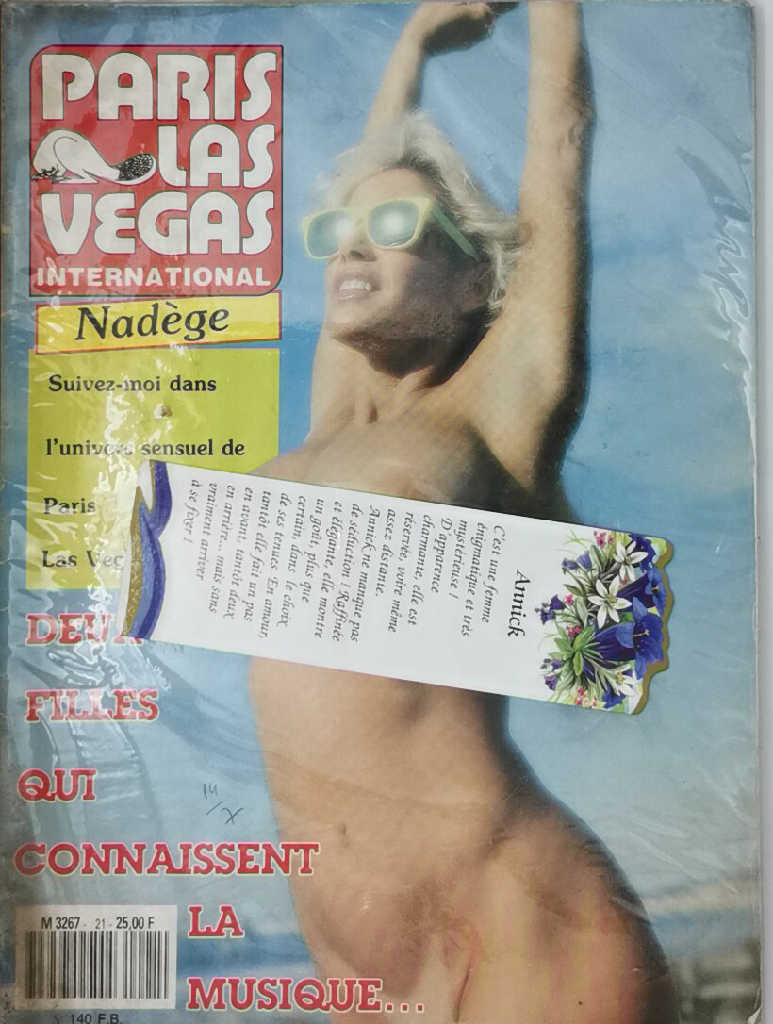 PARIS
LAS
VEGAS
INTERNATIONAL
Nadège
Suivez-moi dans
l'univers sensuel de
Paris
Las Veg
DEUX
FILLES
QUI
CONNAISSENT
LA
MUSIQUE...
14
/X
M 3267 - 21 - 25,00 F
140 F.B.
Annick
C'est une femme
énigmatique et très
mystérieuse !
D'apparence
charmante, elle est
réservée, voire même
assez distante.
Annick ne manque pas
de séduction ! Raffinée
et élégante, elle montre
un goût, plus que
certain, dans le choix
de ses tenues. En amour,
tantôt elle fait un pas
en avant, tantôt deux
en arrière... mais sans
vraiment arriver
à se fixer !